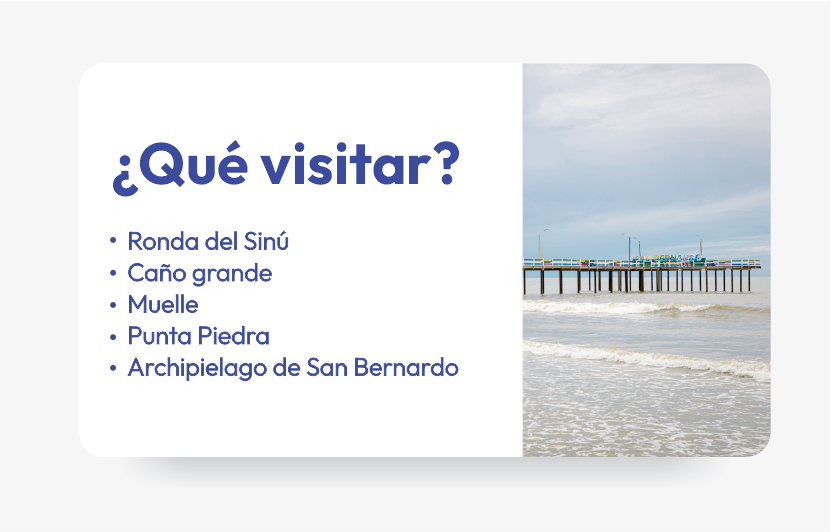 ¿Qué visitar?
Ronda del Sinú
Caño grande
Muelle
Punta Piedra
Archipielago de San Bernardo